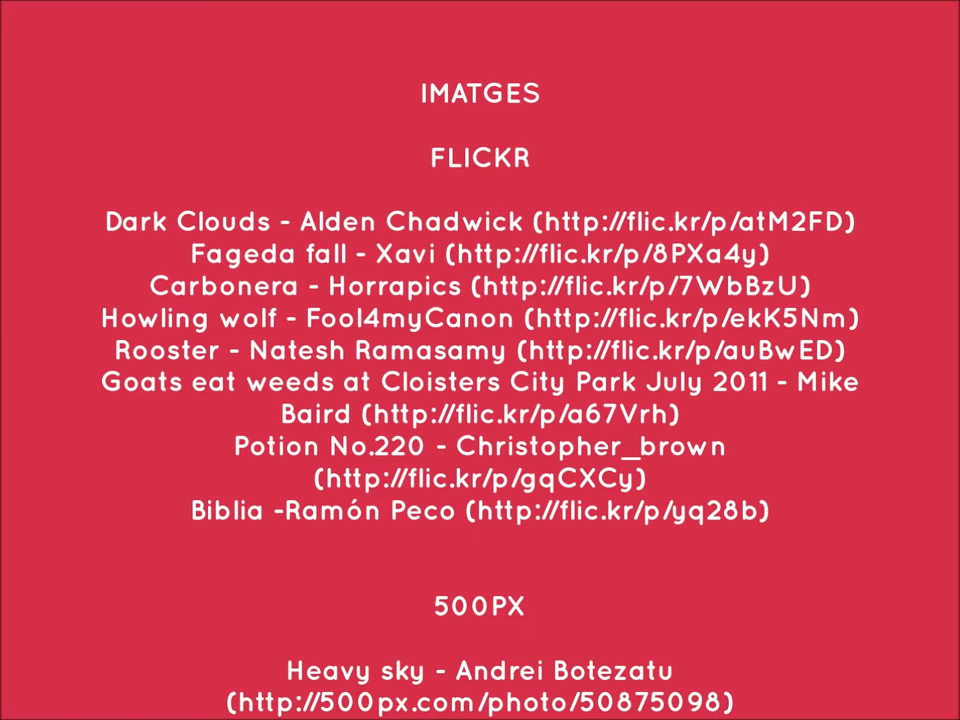 IMATGES
FLICKR
Dark Clouds - Alden Chadwick (http://flic.kr/p/atM2FD)
Fageda fall - Xavi (http://flic.kr/p/8PXa4y)
Carbonera - Horrapics (http://flic.kr/p/7WbBzU)
Howling wolf - Fool4myCanon (http://flic.kr/p/ekK5Nm)
Rooster - Natesh Ramasamy (http://flic.kr/p/auBwED)
Goats eat weeds at Cloisters City Park July 2011 - Mike
Baird (http://flic.kr/p/a67Vrh)
Potion No.220 - Christopher_brown
(http://flic.kr/p/gqCXCy)
Biblia -Ramón Peco (http://flic.kr/p/yq28b)
500PX
Heavy sky - Andrei Botezatu
(http://500px.com/photo/50875098)